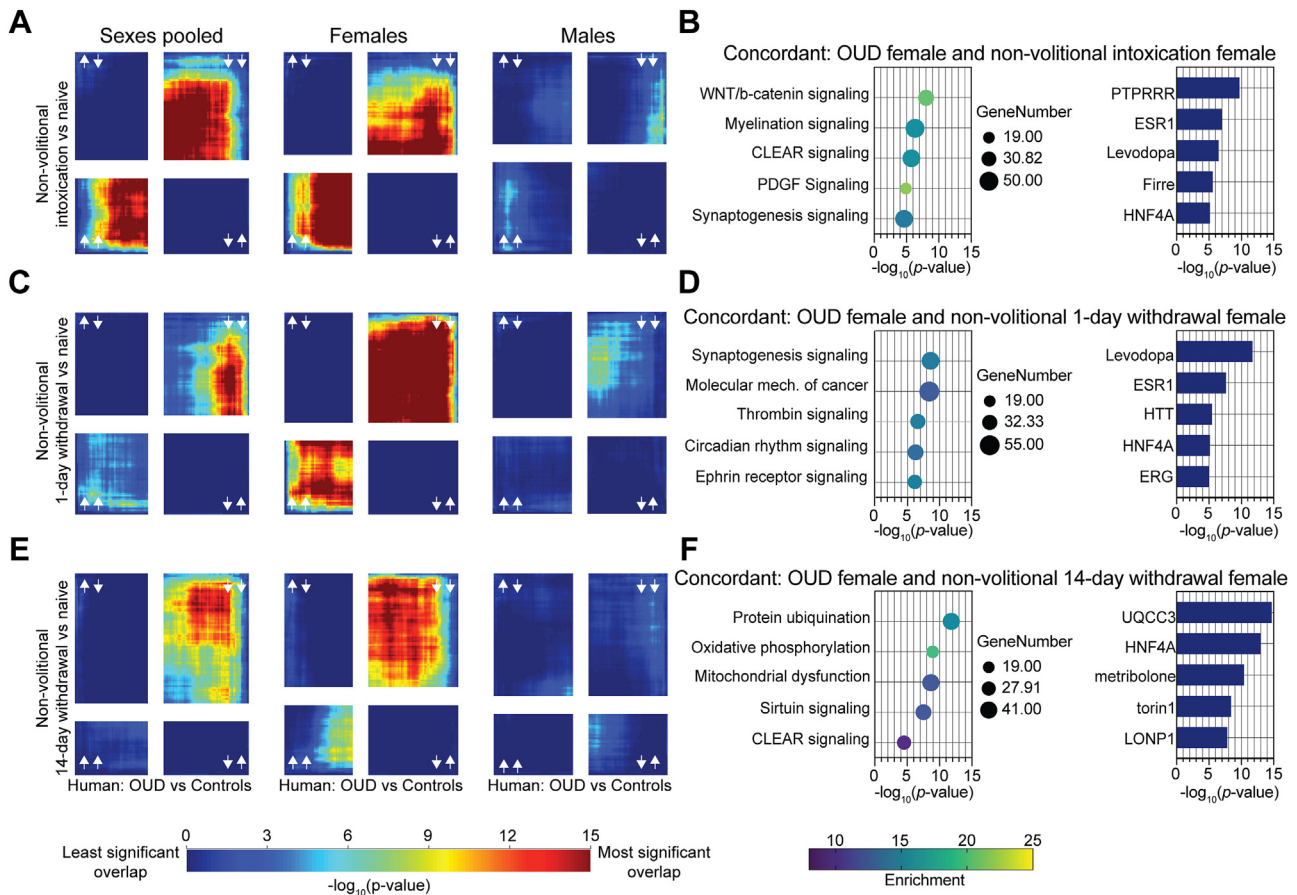 A
Sexes pooled
Females
Males
Non-volitional
intoxication vs naive
B
Concordant: OUD female and non-volitional intoxication female
WNT/b-catenin signaling
Myelination signaling
CLEAR signaling
PDGF Signaling
Synaptogenesis signaling
0 5 10 15
-log10(p-value)
GeneNumber
19.00
30.82
50.00
PTPRRR
ESR1
Levodopa
Firre
HNF4A
0 5 10 15
-log10(p-value)
C
Non-volitional
1-day withdrawal vs naive
D
Concordant: OUD female and non-volitional 1-day withdrawal female
Synaptogenesis signaling
Molecular mech. of cancer
Thrombin signaling
Circadian rhythm signaling
Ephrin receptor signaling
0 5 10 15
-log10(p-value)
GeneNumber
19.00
32.33
55.00
Levodopa
ESR1
HTT
HNF4A
ERG
0 5 10 15
-log10(p-value)
E
Non-volitional
14-day withdrawal vs naive
Human: OUD vs Controls
Human: OUD vs Controls
Human: OUD vs Controls
F
Concordant: OUD female and non-volitional 14-day withdrawal female
Protein ubiquination
Oxidative phosphorylation
Mitochondrial dysfunction
Sirtuin signaling
CLEAR signaling
0 5 10 15
-log10(p-value)
GeneNumber
19.00
27.91
41.00
UQCC3
HNF4A
metribolone
torin1
LONP1
0 5 10 15
-log10(p-value)
0 3 6 9 12 15
Least significant
overlap
Most significant
overlap
-log10(p-value)
10 15 20 25
Enrichment